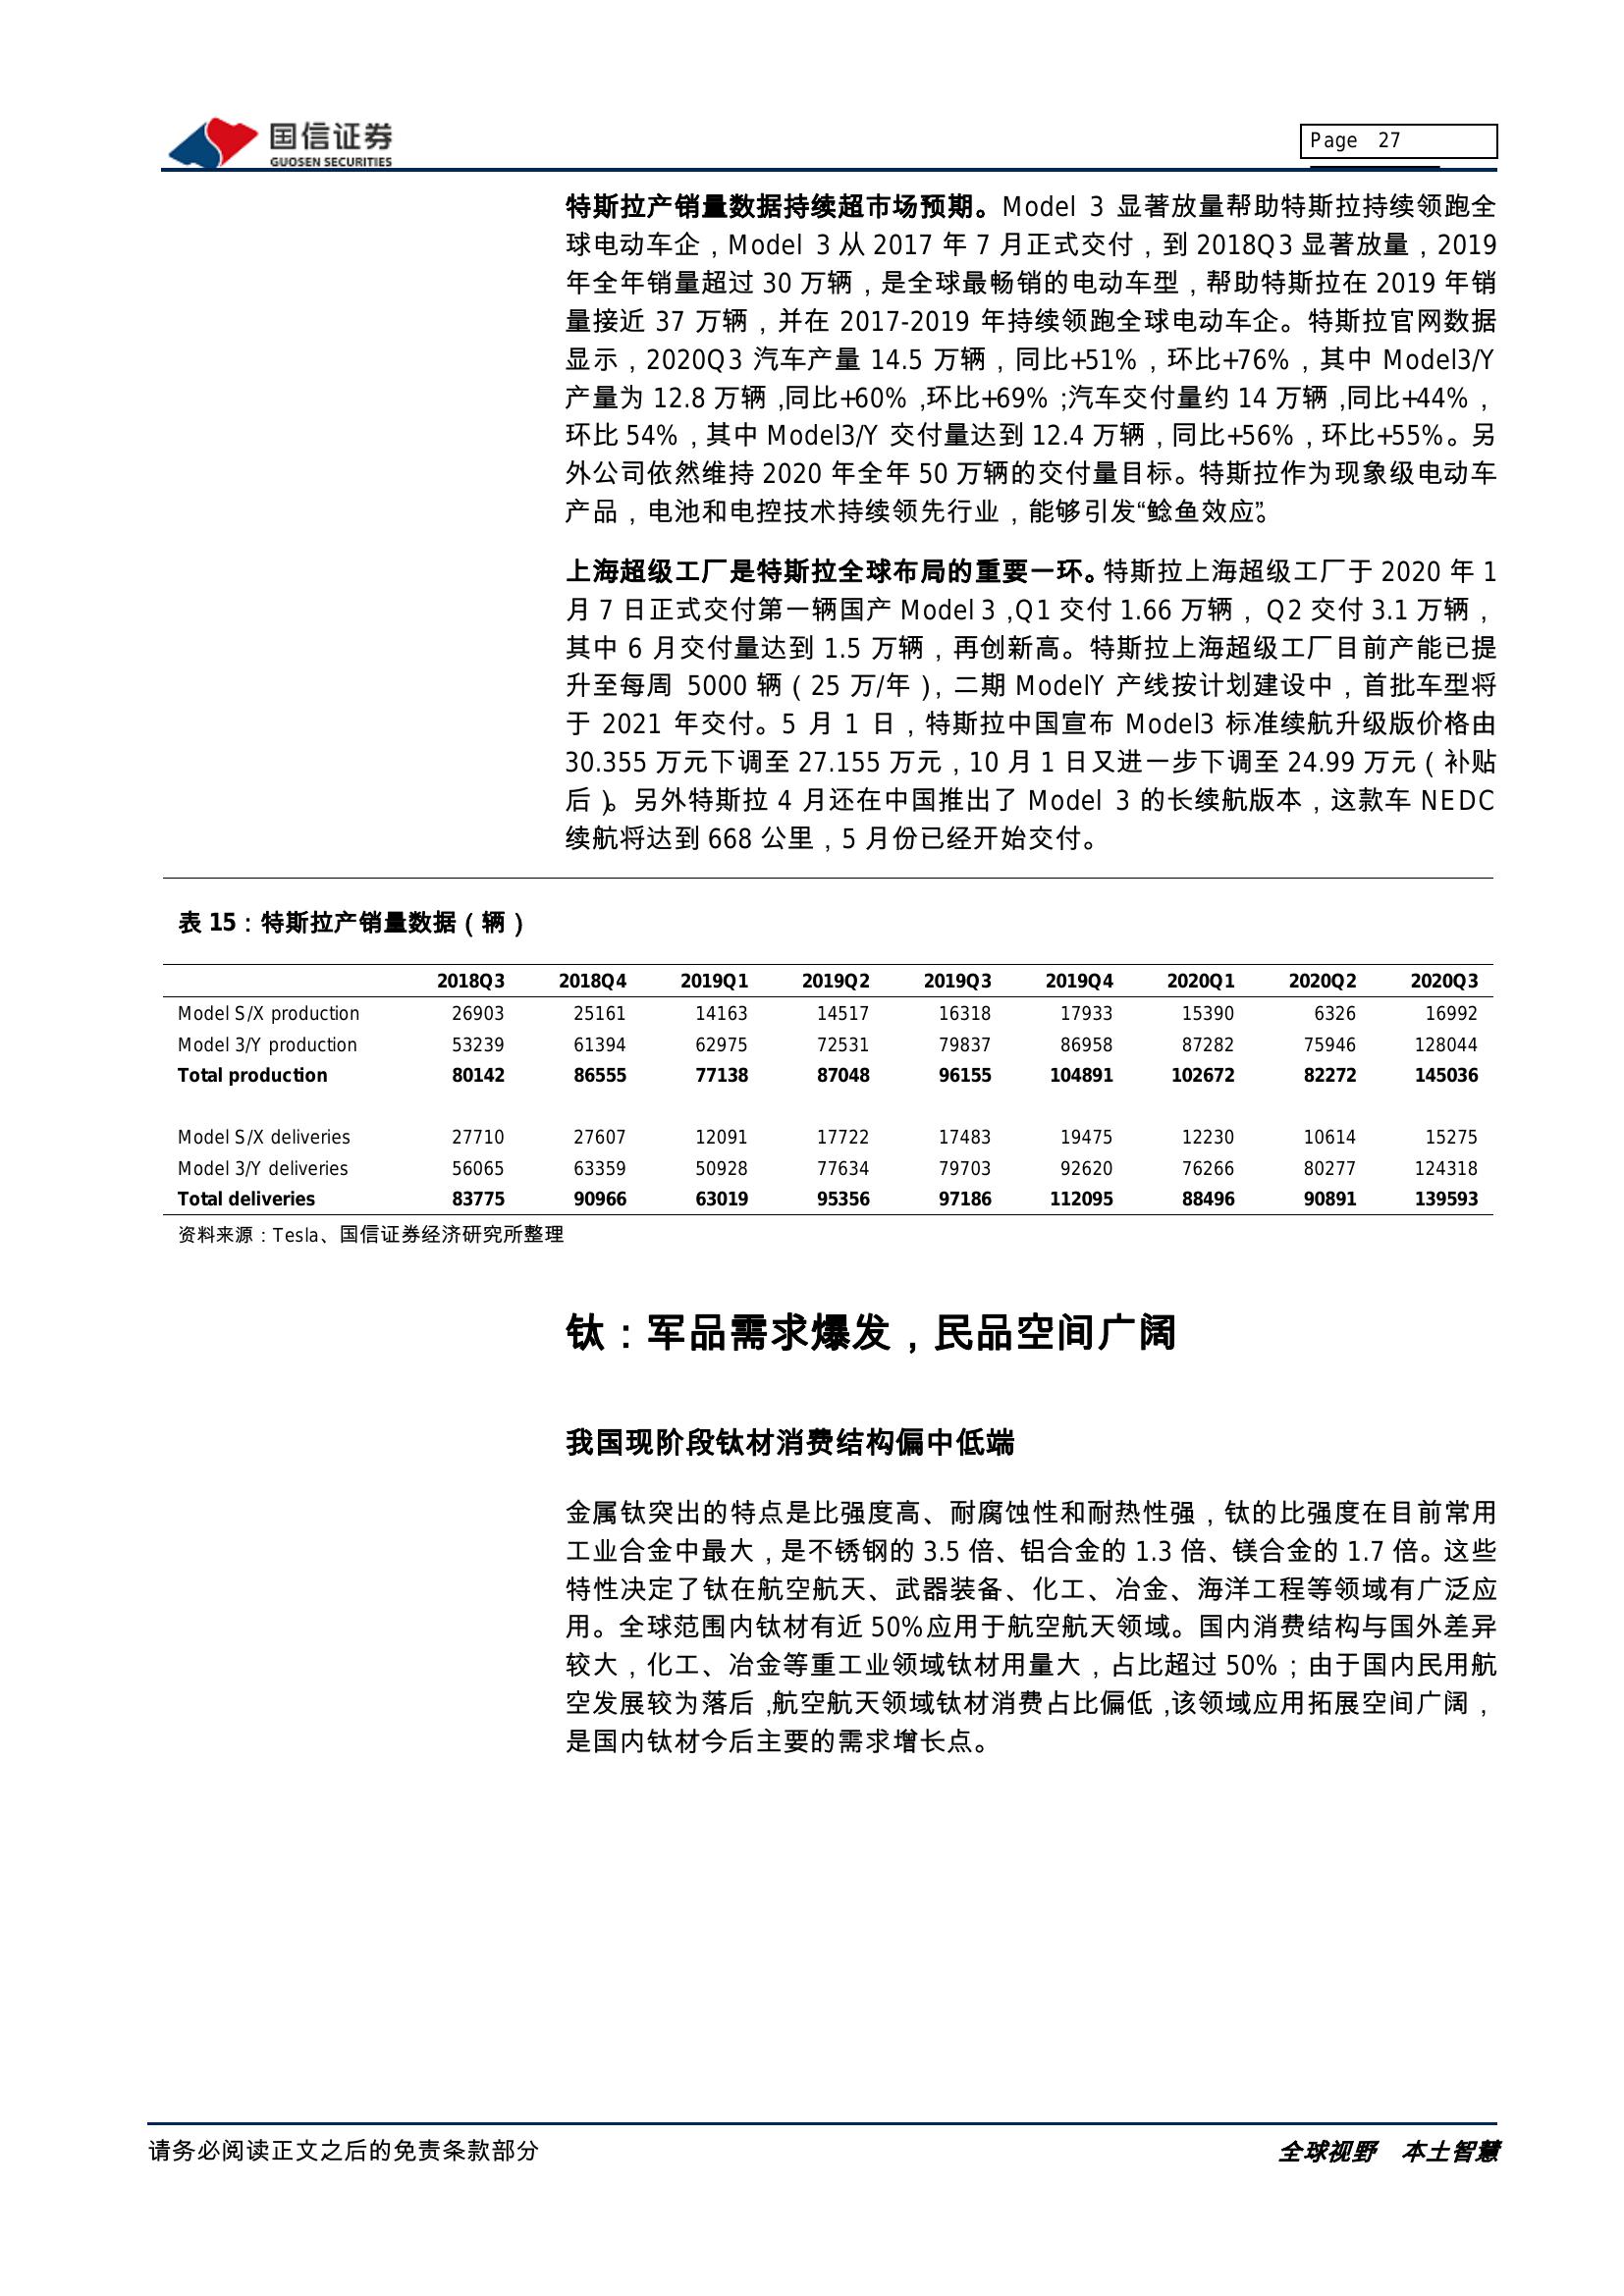 国信证券
GUOSEN SECURITIES
Page 27
特斯拉产销量数据持续超市场预期。Model 3 显著放量帮助特斯拉持续领跑全
球电动车企，Model 3 从 2017 年 7 月正式交付，到 2018Q3 显著放量，2019
年全年销量超过 30 万辆，是全球最畅销的电动车型，帮助特斯拉在 2019 年销
量接近 37 万辆，并在 2017-2019 年持续领跑全球电动车企。特斯拉官网数据
显示，2020Q3 汽车产量 14.5 万辆，同比+51%，环比+76%，其中 Model3/Y
产量为 12.8 万辆，同比+60%，环比+69%；汽车交付量约 14 万辆，同比+44%，
环比 54%，其中 Model3/Y 交付量达到 12.4 万辆，同比+56%，环比+55%。另
外公司依然维持 2020 年全年 50 万辆的交付量目标。特斯拉作为现象级电动车
产品，电池和电控技术持续领先行业，能够引发“鲶鱼效应”。
上海超级工厂是特斯拉全球布局的重要一环。特斯拉上海超级工厂于 2020 年 1
月 7 日正式交付第一辆国产 Model 3，Q1 交付 1.66 万辆，Q2 交付 3.1 万辆，
其中 6 月交付量达到 1.5 万辆，再创新高。特斯拉上海超级工厂目前产能已提
升至每周 5000 辆（25 万/年），二期 ModelY 产线按计划建设中，首批车型将
于 2021 年交付。5 月 1 日，特斯拉中国宣布 Model3 标准续航升级版价格由
30.355 万元下调至 27.155 万元，10 月 1 日又进一步下调至 24.99 万元（补贴
后）。另外特斯拉 4 月还在中国推出了 Model 3 的长续航版本，这款车 NEDC
续航将达到 668 公里，5 月份已经开始交付。
表 15：特斯拉产销量数据（辆）
2018Q3 2018Q4 2019Q1 2019Q2 2019Q3 2019Q4 2020Q1 2020Q2 2020Q3
Model S/X production 26903 25161 14163 14517 16318 17933 15390 6326 16992
Model 3/Y production 53239 61394 62975 72531 79837 86958 87282 75946 128044
Total production 80142 86555 77138 87048 96155 104891 102672 82272 145036
Model S/X deliveries 27710 27607 12091 17722 17483 19475 12230 10614 15275
Model 3/Y deliveries 56065 63359 50928 77634 79703 92620 76266 80277 124318
Total deliveries 83775 90966 63019 95356 97186 112095 88496 90891 139593
资料来源：Tesla、国信证券经济研究所整理
钛：军品需求爆发，民品空间广阔
我国现阶段钛材消费结构偏中低端
金属钛突出的特点是比强度高、耐腐蚀性和耐热性强，钛的比强度在目前常用
工业合金中最大，是不锈钢的 3.5 倍、铝合金的 1.3 倍、镁合金的 1.7 倍。这些
特性决定了钛在航空航天、武器装备、化工、冶金、海洋工程等领域有广泛应
用。全球范围内钛材有近 50%应用于航空航天领域。国内消费结构与国外差异
较大，化工、冶金等重工业领域钛材用量大，占比超过 50%；由于国内民用航
空发展较为落后，航空航天领域钛材消费占比偏低，该领域应用拓展空间广阔，
是国内钛材今后主要的需求增长点。
请务必阅读正文之后的免责条款部分
全球视野 本土智慧